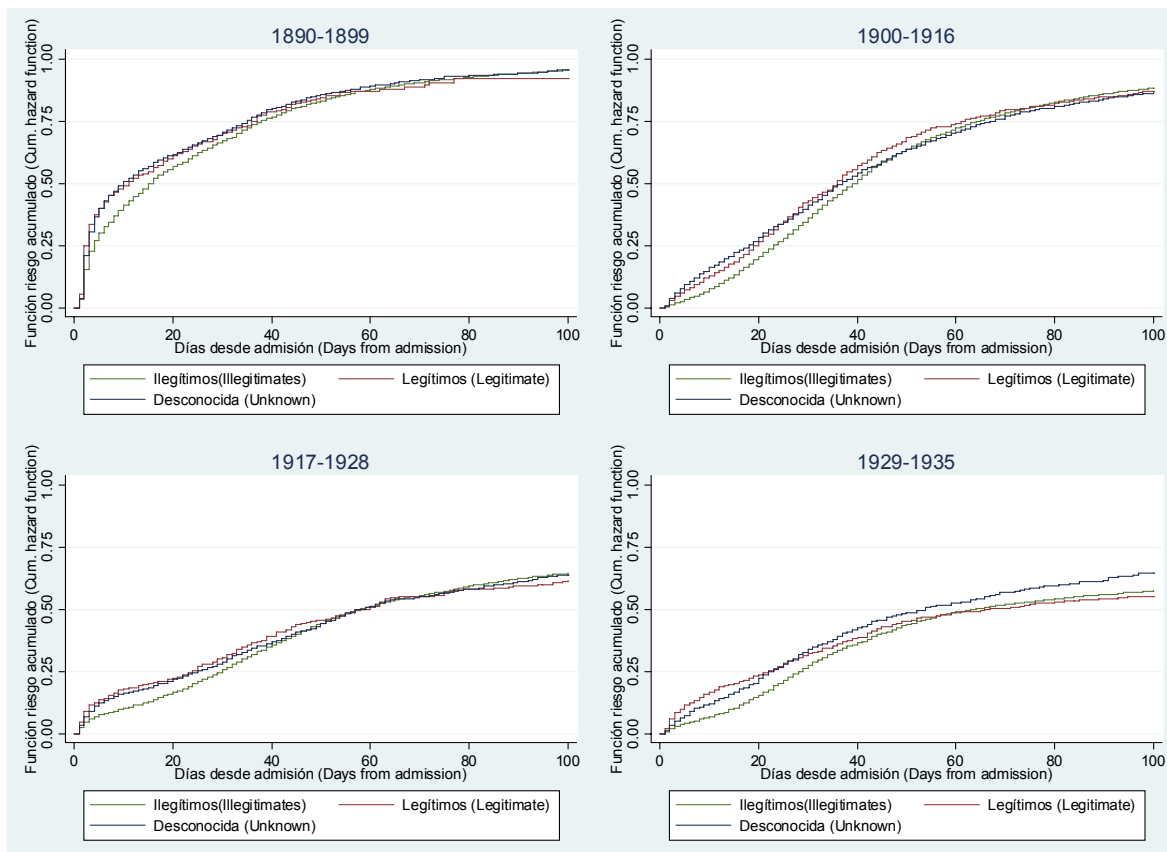 1890-1899
Función riesgo acumulado (Cum. hazard function)
1.00
0.75
0.50
0.25
0.00
0 20 40 60 80 100
Días desde admisión (Days from admission)
Ilegítimos(Illegitimates) Legítimos (Legitimate)
Desconocida (Unknown)
1900-1916
Función riesgo acumulado (Cum. hazard function)
1.00
0.75
0.50
0.25
0.00
0 20 40 60 80 100
Días desde admisión (Days from admission)
Ilegítimos(Illegitimates) Legítimos (Legitimate)
Desconocida (Unknown)
1917-1928
Función riesgo acumulado (Cum. hazard function)
1.00
0.75
0.50
0.25
0.00
0 20 40 60 80 100
Días desde admisión (Days from admission)
Ilegítimos(Illegitimates) Legítimos (Legitimate)
Desconocida (Unknown)
1929-1935
Función riesgo acumulado (Cum. hazard function)
1.00
0.75
0.50
0.25
0.00
0 20 40 60 80 100
Días desde admisión (Days from admission)
Ilegítimos(Illegitimates) Legítimos (Legitimate)
Desconocida (Unknown)